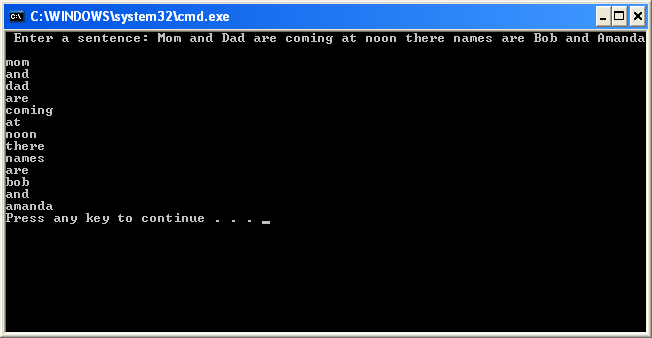 C:\WINDOWS\system32\cmd.exe
Enter a sentence: Mom and Dad are coming at noon there names are Bob and Amanda
mom
and
dad
are
coming
at
noon
there
names
are
bob
and
amanda
Press any key to continue . . . _